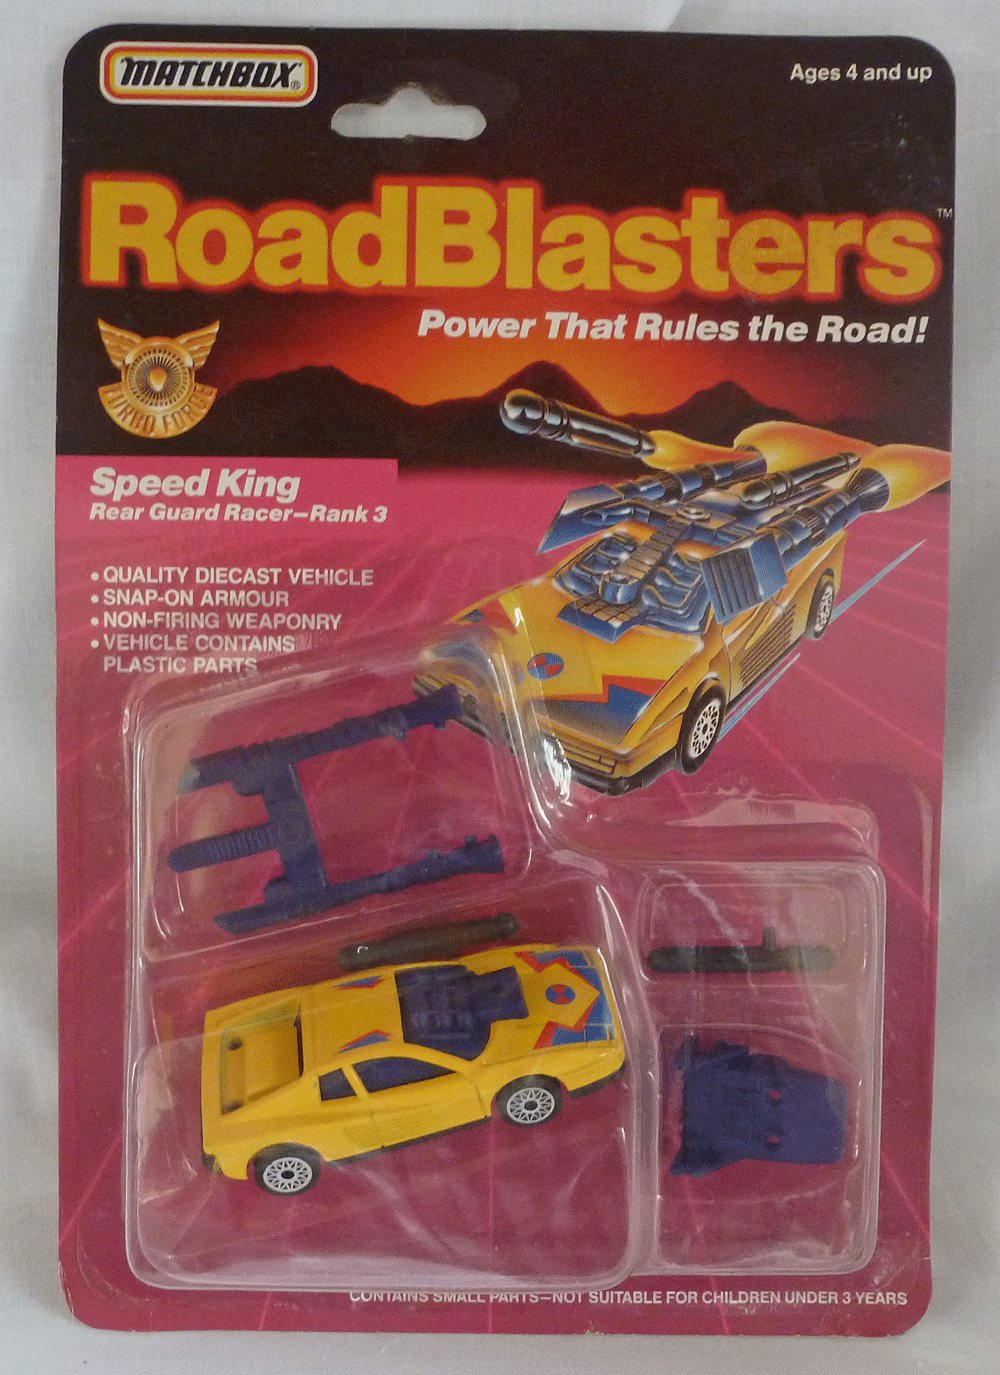 MATCHBOX®
Ages 4 and up
RoadBlasters™
Power That Rules the Road!
TURBO FORCE
Speed King
Rear Guard Racer–Rank 3
• QUALITY DIECAST VEHICLE
• SNAP-ON ARMOUR
• NON-FIRING WEAPONRY
• VEHICLE CONTAINS
PLASTIC PARTS
CONTAINS SMALL PARTS–NOT SUITABLE FOR CHILDREN UNDER 3 YEARS